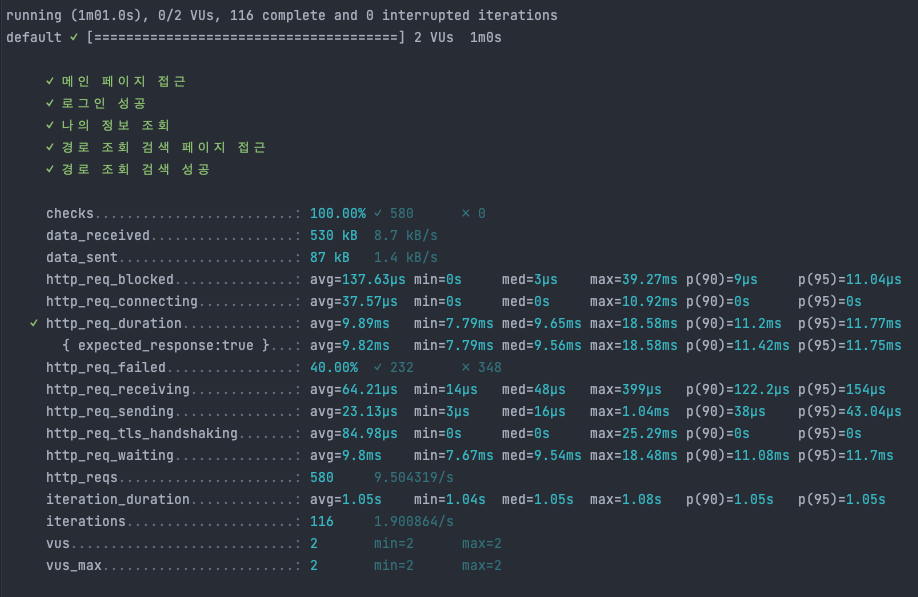 running (1m01.0s), 0/2 VUs, 116 complete and 0 interrupted iterations
default ✓ [======================================] 2 VUs  1m0s
✓ 메인 페이지 접근
✓ 로그인 성공
✓ 나의 정보 조회
✓ 경로 조회 검색 페이지 접근
✓ 경로 조회 검색 성공
checks.........................: 100.00% ✓ 580      ✗ 0
data_received..................: 530 kB  8.7 kB/s
data_sent......................: 87 kB   1.4 kB/s
http_req_blocked...............: avg=137.63µs min=0s     med=3µs    max=39.27ms p(90)=9µs     p(95)=11.04µs
http_req_connecting............: avg=37.57µs  min=0s     med=0s     max=10.92ms p(90)=0s      p(95)=0s
✓ http_req_duration..............: avg=9.89ms   min=7.79ms med=9.65ms max=18.58ms p(90)=11.2ms  p(95)=11.77ms
{ expected_response:true }...: avg=9.82ms   min=7.79ms med=9.56ms max=18.58ms p(90)=11.42ms p(95)=11.75ms
http_req_failed................: 40.00%  ✓ 232      ✗ 348
http_req_receiving.............: avg=64.21µs  min=14µs   med=48µs   max=399µs   p(90)=122.2µs p(95)=154µs
http_req_sending...............: avg=23.13µs  min=3µs    med=16µs   max=1.04ms  p(90)=38µs    p(95)=43.04µs
http_req_tls_handshaking.......: avg=84.98µs  min=0s     med=0s     max=25.29ms p(90)=0s      p(95)=0s
http_req_waiting...............: avg=9.8ms    min=7.67ms med=9.54ms max=18.48ms p(90)=11.08ms p(95)=11.7ms
http_reqs......................: 580     9.504319/s
iteration_duration.............: avg=1.05s    min=1.04s  med=1.05s  max=1.08s   p(90)=1.05s   p(95)=1.05s
iterations.....................: 116     1.900864/s
vus............................: 2       min=2      max=2
vus_max........................: 2       min=2      max=2